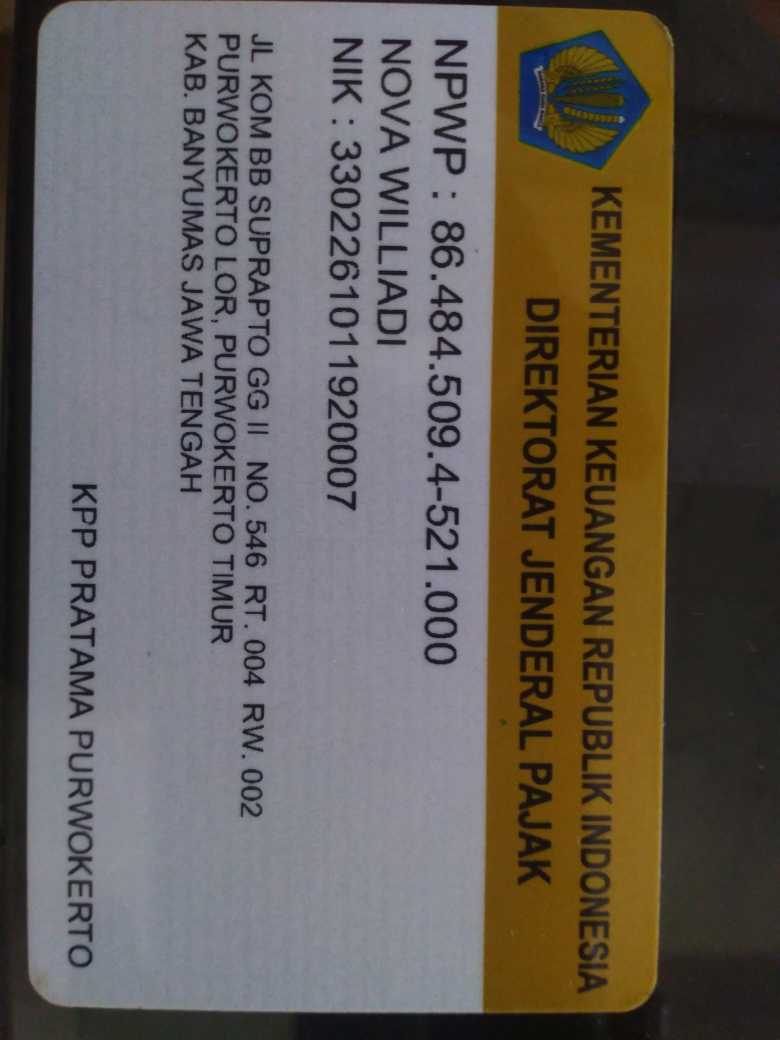 KEMENTERIAN KEUANGAN REPUBLIK INDONESIA
DIREKTORAT JENDERAL PAJAK
NPWP : 86.484.509.4-521.000
NOVA WILLIADI
NIK : 3302261011920007
JL KOM BB SUPRAPTO GG II NO. 546 RT. 004 RW. 002
PURWOKERTO LOR, PURWOKERTO TIMUR
KAB. BANYUMAS JAWA TENGAH
KPP PRATAMA PURWOKERTO